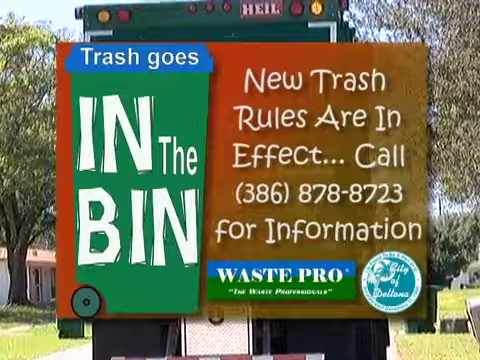 HEIL
Trash goes
IN The
BIN
New Trash
Rules Are In
Effect... Call
(386) 878-8723
for Information
WASTE PRO®
"The Waste Professionals"
City
of
Deltona